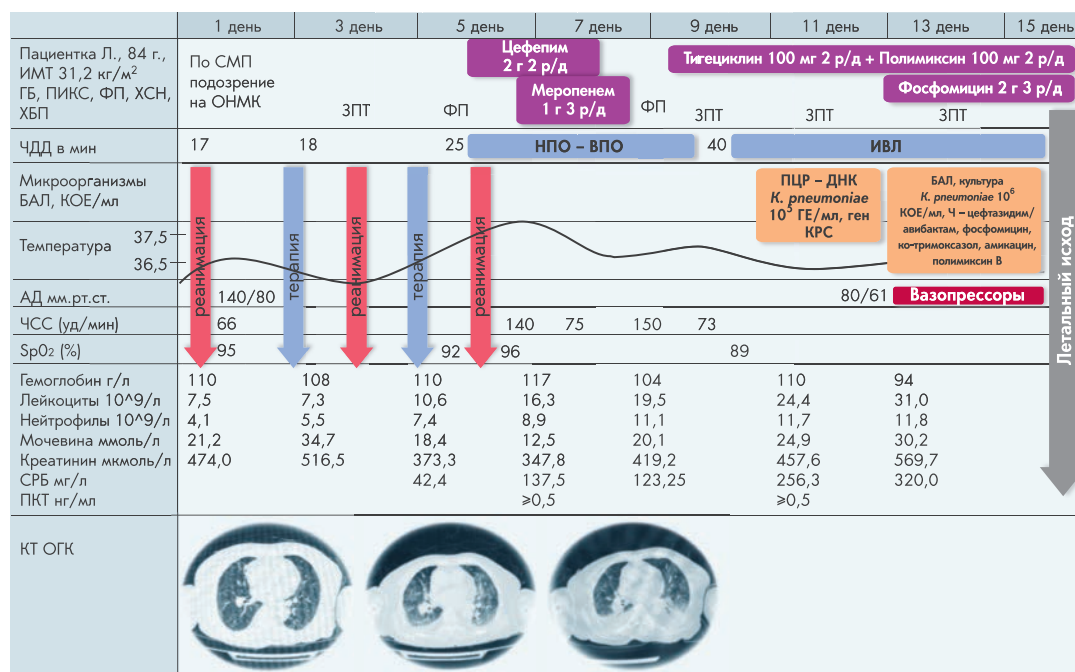 1 день 3 день 5 день 7 день 9 день 11 день 13 день 15 день
Пациентка Л., 84 г.,
ИМТ 31,2 кг/м²
ГБ, ПИКС, ФП, ХСН,
ХБП
По СМП
подозрение
на ОНМК
ЗПТ
ФП
Цефепим
2 г 2 р/д
Меропенем
1 г 3 р/д
ФП
ЗПТ
Тигециклин 100 мг 2 р/д + Полимиксин 100 мг 2 р/д
Фосфомицин 2 г 3 р/д
ЗПТ
ЗПТ
ЧДД в мин 17 18 25 НПО – ВПО 40 ИВЛ
Микроорганизмы
БАЛ, КОЕ/мл
ПЦР – ДНК
K. pneumoniae
10⁵ ГЕ/мл, ген
КРС
БАЛ, культура
K. pneumoniae 10⁶
КОЕ/мл, Ч – цефтазидим/
авибактам, фосфомицин,
ко-тримоксазол, амикацин,
полимиксин В
Температура
37,5
36,5
реанимация
терапия
реанимация
терапия
реанимация
Летальный исход
АД мм.рт.ст. 140/80 80/61 Вазопрессоры
ЧСС (уд/мин) 66 140 75 150 73
SpO₂ (%) 95 92 96 89
Гемоглобин г/л 110 108 110 117 104 110 94
Лейкоциты 10^9/л 7,5 7,3 10,6 16,3 19,5 24,4 31,0
Нейтрофилы 10^9/л 4,1 5,5 7,4 8,9 11,1 11,7 11,8
Мочевина ммоль/л 21,2 34,7 18,4 12,5 20,1 24,9 30,2
Креатинин мкмоль/л 474,0 516,5 373,3 347,8 419,2 457,6 569,7
СРБ мг/л 42,4 137,5 123,25 256,3 320,0
ПКТ нг/мл ⩾0,5 ⩾0,5
КТ ОГК